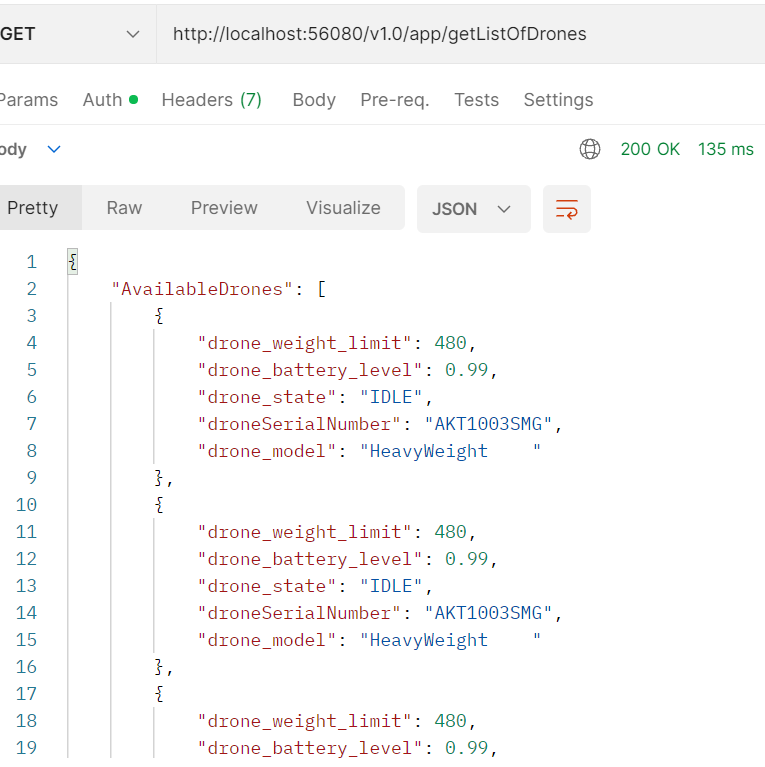 GET http://localhost:56080/v1.0/app/getListOfDrones
Params Auth Headers (7) Body Pre-req. Tests Settings
ody 200 OK 135 ms
Pretty Raw Preview Visualize JSON
1 {
2 "AvailableDrones": [
3 {
4 "drone_weight_limit": 480,
5 "drone_battery_level": 0.99,
6 "drone_state": "IDLE",
7 "droneSerialNumber": "AKT1003SMG",
8 "drone_model": "HeavyWeight    "
9 },
10 {
11 "drone_weight_limit": 480,
12 "drone_battery_level": 0.99,
13 "drone_state": "IDLE",
14 "droneSerialNumber": "AKT1003SMG",
15 "drone_model": "HeavyWeight    "
16 },
17 {
18 "drone_weight_limit": 480,
19 "drone_battery_level": 0.99,